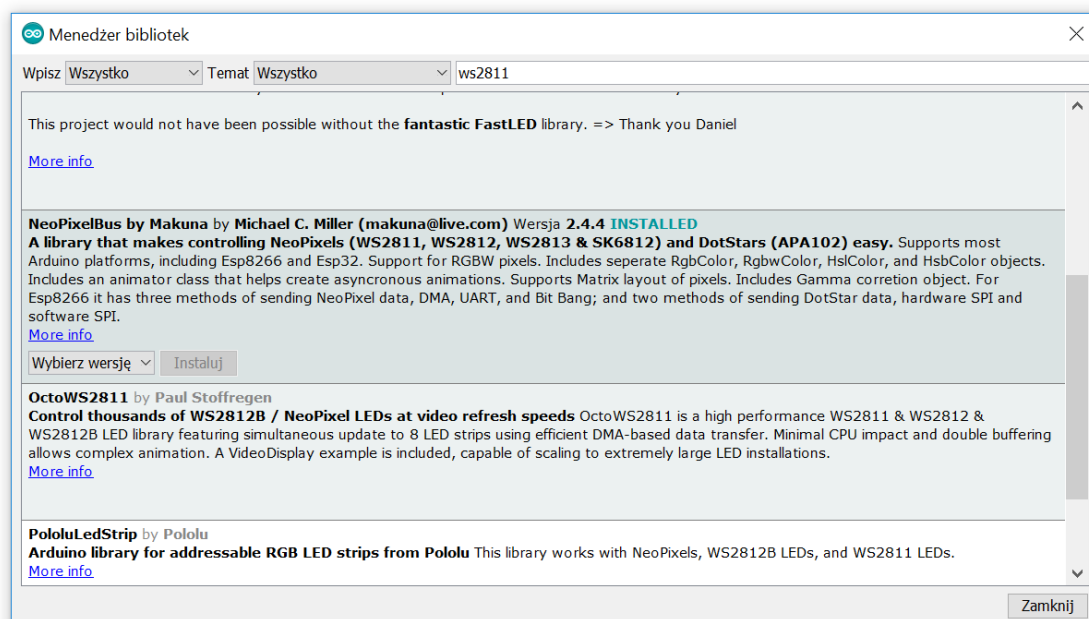 Menedżer bibliotek
Wpisz Wszystko Temat Wszystko ws2811
This project would not have been possible without the fantastic FastLED library. => Thank you Daniel
More info
NeoPixelBus by Makuna by Michael C. Miller (makuna@live.com) Wersja 2.4.4 INSTALLED
A library that makes controlling NeoPixels (WS2811, WS2812, WS2813 & SK6812) and DotStars (APA102) easy. Supports most
Arduino platforms, including Esp8266 and Esp32. Support for RGBW pixels. Includes seperate RgbColor, RgbwColor, HslColor, and HsbColor objects.
Includes an animator class that helps create asyncronous animations. Supports Matrix layout of pixels. Includes Gamma corretion object. For
Esp8266 it has three methods of sending NeoPixel data, DMA, UART, and Bit Bang; and two methods of sending DotStar data, hardware SPI and
software SPI.
More info
Wybierz wersję Instaluj
OctoWS2811 by Paul Stoffregen
Control thousands of WS2812B / NeoPixel LEDs at video refresh speeds OctoWS2811 is a high performance WS2811 & WS2812 &
WS2812B LED library featuring simultaneous update to 8 LED strips using efficient DMA-based data transfer. Minimal CPU impact and double buffering
allows complex animation. A VideoDisplay example is included, capable of scaling to extremely large LED installations.
More info
PololuLedStrip by Pololu
Arduino library for addressable RGB LED strips from Pololu This library works with NeoPixels, WS2812B LEDs, and WS2811 LEDs.
More info
Zamknij